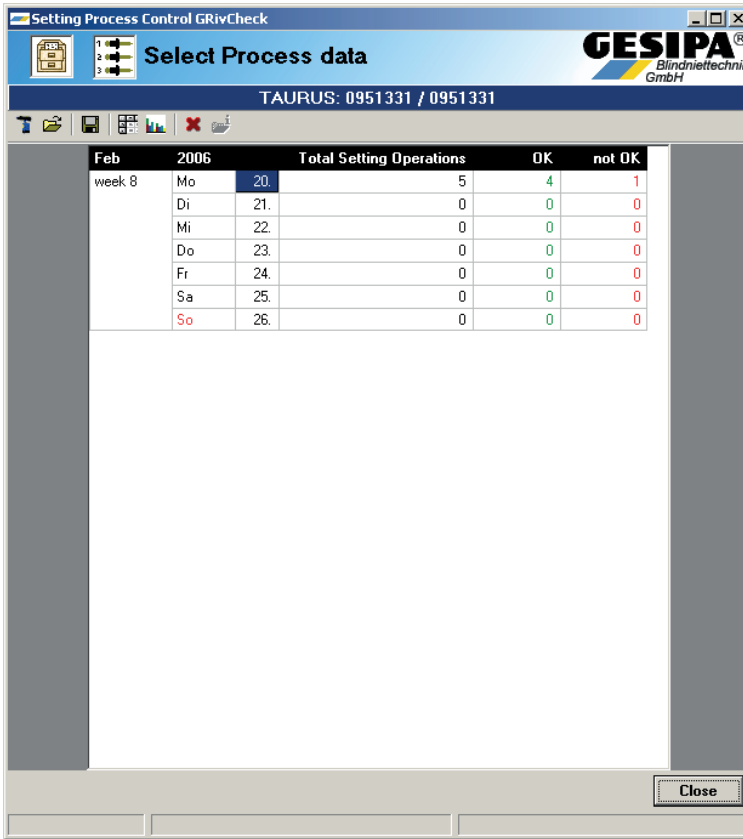 Setting Process Control GRivCheck
Select Process data
GESIPA®
Blindniettechnik
GmbH
TAURUS: 0951331 / 0951331
Feb 2006 Total Setting Operations OK not OK
week 8 Mo 20. 5 4 1
Di 21. 0 0 0
Mi 22. 0 0 0
Do 23. 0 0 0
Fr 24. 0 0 0
Sa 25. 0 0 0
So 26. 0 0 0
Close